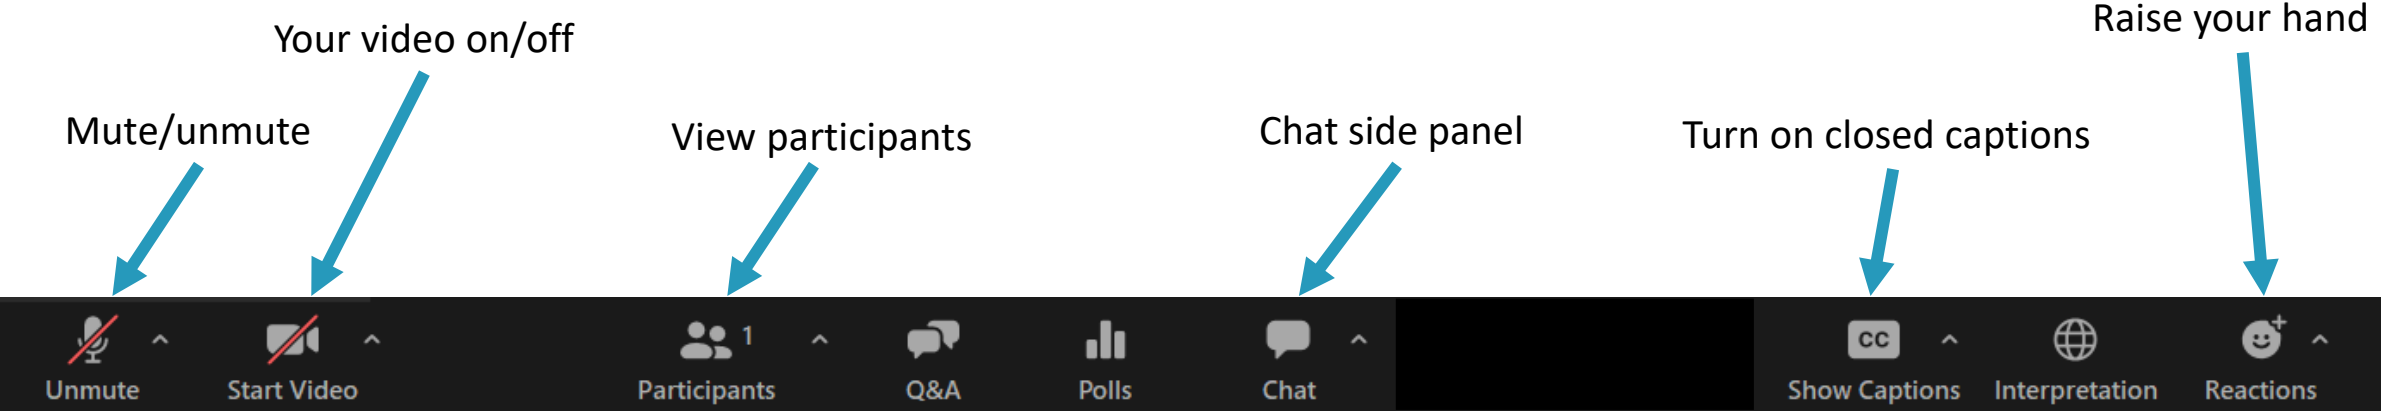 Raise your hand
Your video on/off
Mute/unmute
View participants
Chat side panel
Turn on closed captions
1
CC
Unmute
Start Video
Participants
Q&A
Polls
Chat
Show Captions
Interpretation
Reactions